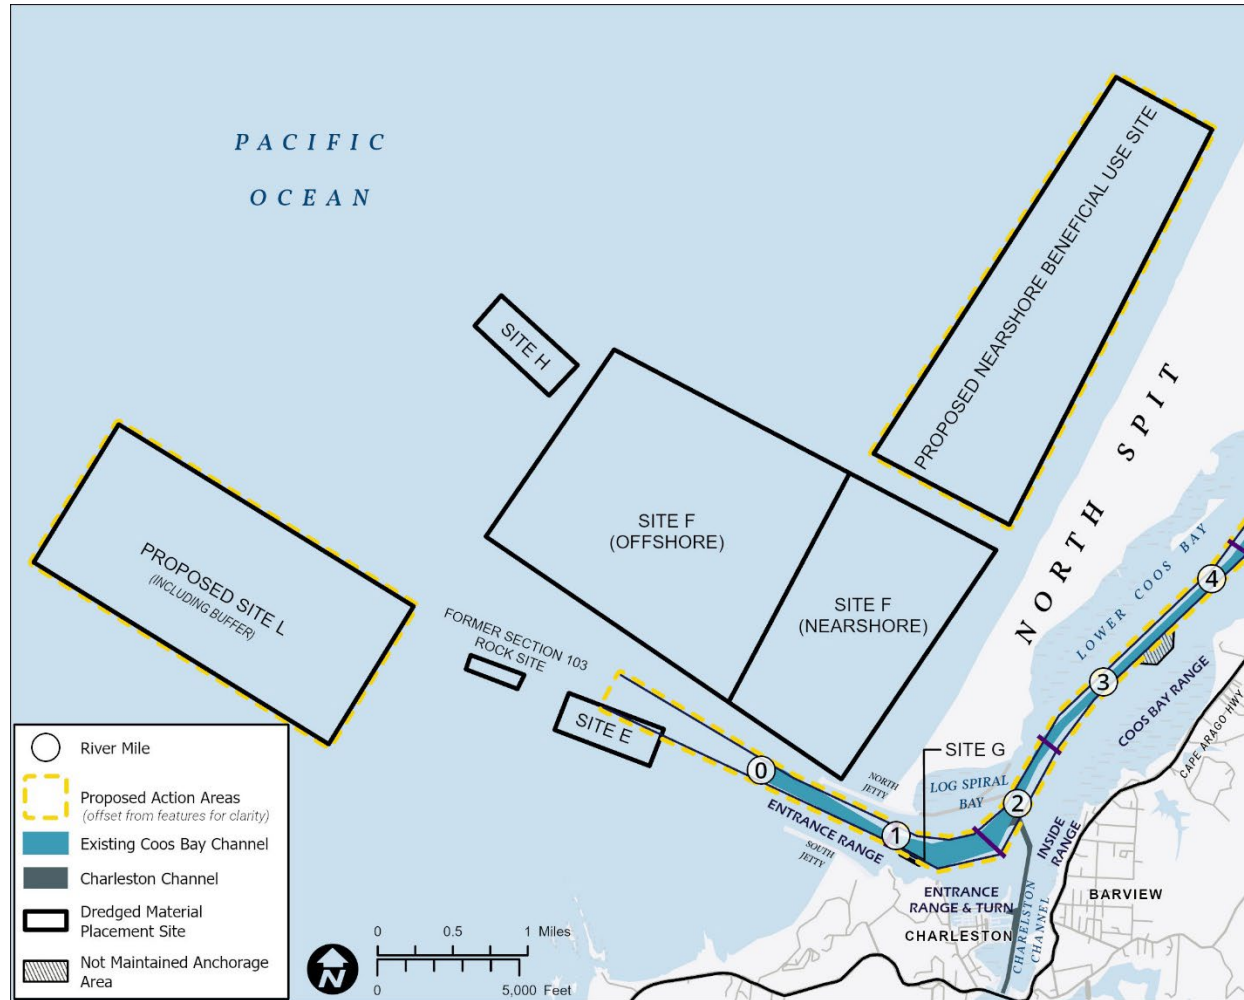 PACIFIC
OCEAN
PROPOSED NEARSHORE BENEFICIAL USE SITE
SITE H
NORTH SPIT
SITE F
(OFFSHORE)
SITE F
(NEARSHORE)
PROPOSED SITE L
(INCLUDING BUFFER)
FORMER SECTION 103
ROCK SITE
SITE E
LOWER COOS BAY
4
3
COOS BAY RANGE
CAPE ARAGO HWY
SITE G
0
NORTH
JETTY
LOG SPIRAL
BAY
2
1
ENTRANCE RANGE
SOUTH
JETTY
INSIDE
RANGE
ENTRANCE
RANGE & TURN
BARVIEW
CHARLESTON
CHARELSTON
CHANNEL
River Mile
Proposed Action Areas
(offset from features for clarity)
Existing Coos Bay Channel
Charleston Channel
Dredged Material
Placement Site
Not Maintained Anchorage
Area
N
0 0.5 1 Miles
0 5,000 Feet